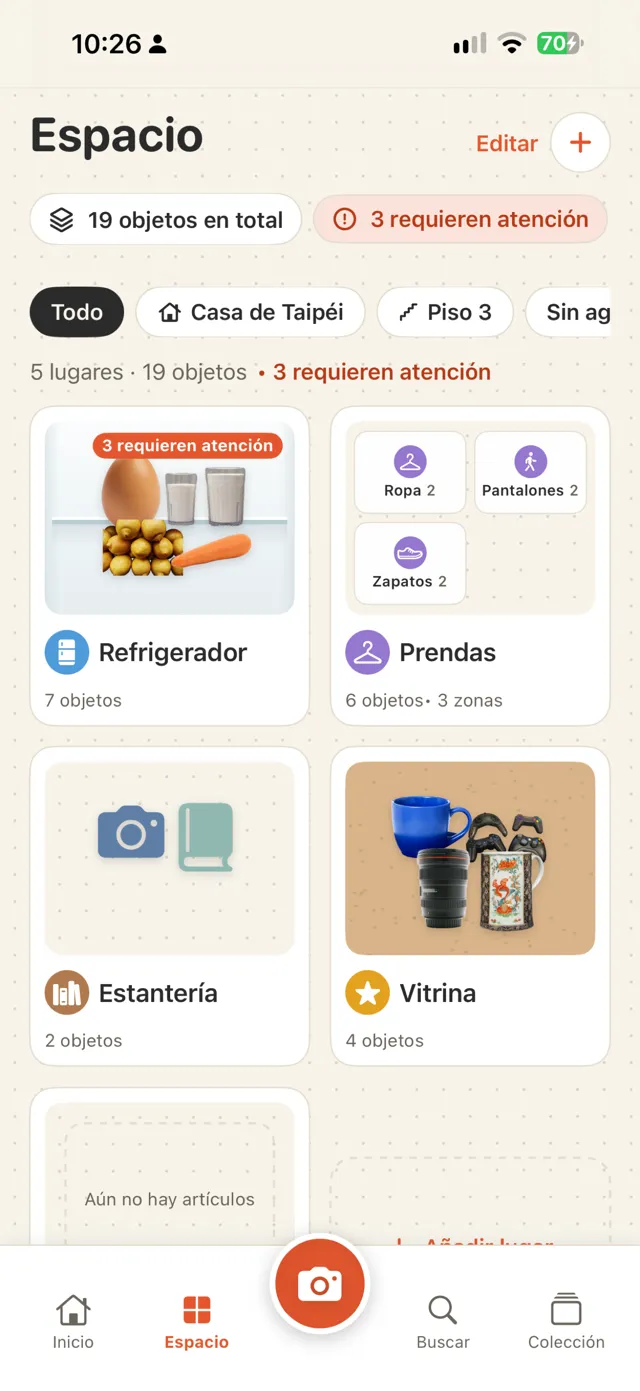 10:26
70
Espacio
Editar
19 objetos en total
3 requieren atención
Todo
Casa de Taipéi
Piso 3
Sin ag
5 lugares · 19 objetos • 3 requieren atención
3 requieren atención
Ropa 2
Pantalones 2
Zapatos 2
Refrigerador
7 objetos
Prendas
6 objetos• 3 zonas
Estantería
2 objetos
Vitrina
4 objetos
Aún no hay artículos
Añadir lugar
Inicio
Espacio
Buscar
Colección